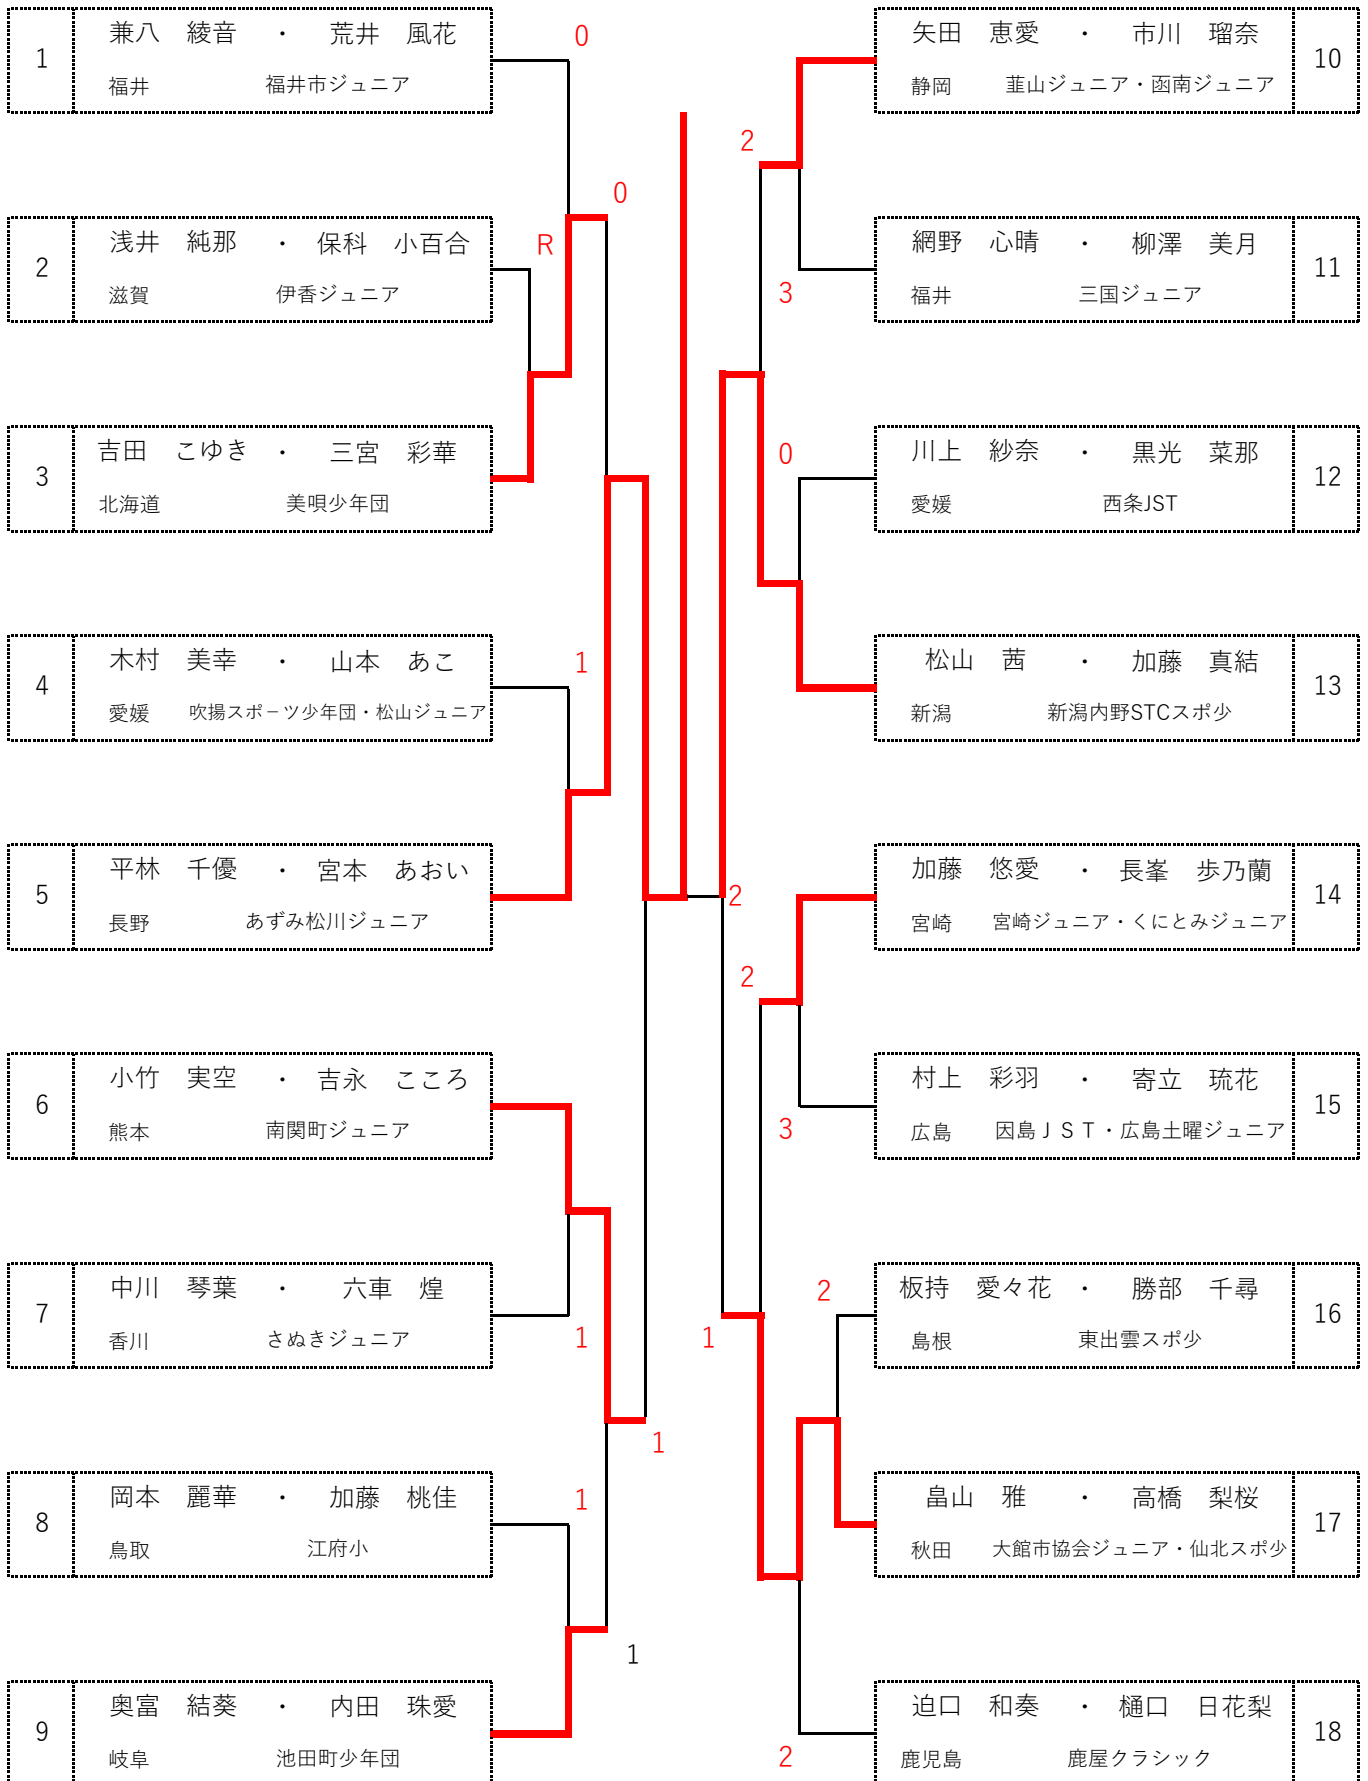 1
兼八　綾音　・　荒井　風花
福井　福井市ジュニア
0
0
2
浅井　純那　・　保科　小百合
滋賀　伊香ジュニア
R
3
吉田　こゆき　・　三宮　彩華
北海道　美唄少年団
4
木村　美幸　・　山本　あこ
愛媛　吹揚スポーツ少年団・松山ジュニア
1
5
平林　千優　・　宮本　あおい
長野　あずみ松川ジュニア
6
小竹　実空　・　吉永　こころ
熊本　南関町ジュニア
7
中川　琴葉　・　六車　煌
香川　さぬきジュニア
1
1
8
岡本　麗華　・　加藤　桃佳
鳥取　江府小
1
1
9
奥富　結葵　・　内田　珠愛
岐阜　池田町少年団
矢田　恵愛　・　市川　瑠奈
静岡　韮山ジュニア・函南ジュニア
10
2
網野　心晴　・　柳澤　美月
福井　三国ジュニア
11
3
川上　紗奈　・　黒光　菜那
愛媛　西条JST
12
0
松山　茜　・　加藤　真結
新潟　新潟内野STCスポ少
13
加藤　悠愛　・　長峯　歩乃蘭
宮崎　宮崎ジュニア・くにとみジュニア
14
2
2
村上　彩羽　・　寄立　琉花
広島　因島ＪＳＴ・広島土曜ジュニア
15
3
板持　愛々花　・　勝部　千尋
島根　東出雲スポ少
16
2
1
畠山　雅　・　高橋　梨桜
秋田　大館市協会ジュニア・仙北スポ少
17
迫口　和奏　・　樋口　日花梨
鹿児島　鹿屋クラシック
18
2